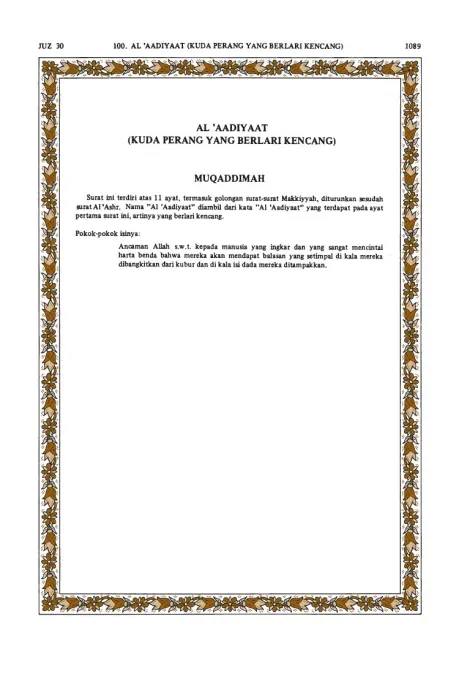 JUZ 30 100. AL 'AADIYAAT (KUDA PERANG YANG BERLARI KENCANG) 1089
AL 'AADIYAAT
(KUDA PERANG YANG BERLARI KENCANG)
MUQADDIMAH
Surat ini terdiri atas 11 ayat, termasuk golongan surat-surat Makkiyyah, diturunkan sesudah
surat Al 'Ashr. Nama "Al 'Aadiyaat" diambil dari kata "Al 'Aadiyaat" yang terdapat pada ayat
pertama surat ini, artinya yang berlari kencang.
Pokok-pokok isinya:
Ancaman Allah s.w.t. kepada manusia yang ingkar dan yang sangat mencintai
harta benda bahwa mereka akan mendapat balasan yang setimpal di kala mereka
dibangkitkan dari kubur dan di kala isi dada mereka ditampakkan.